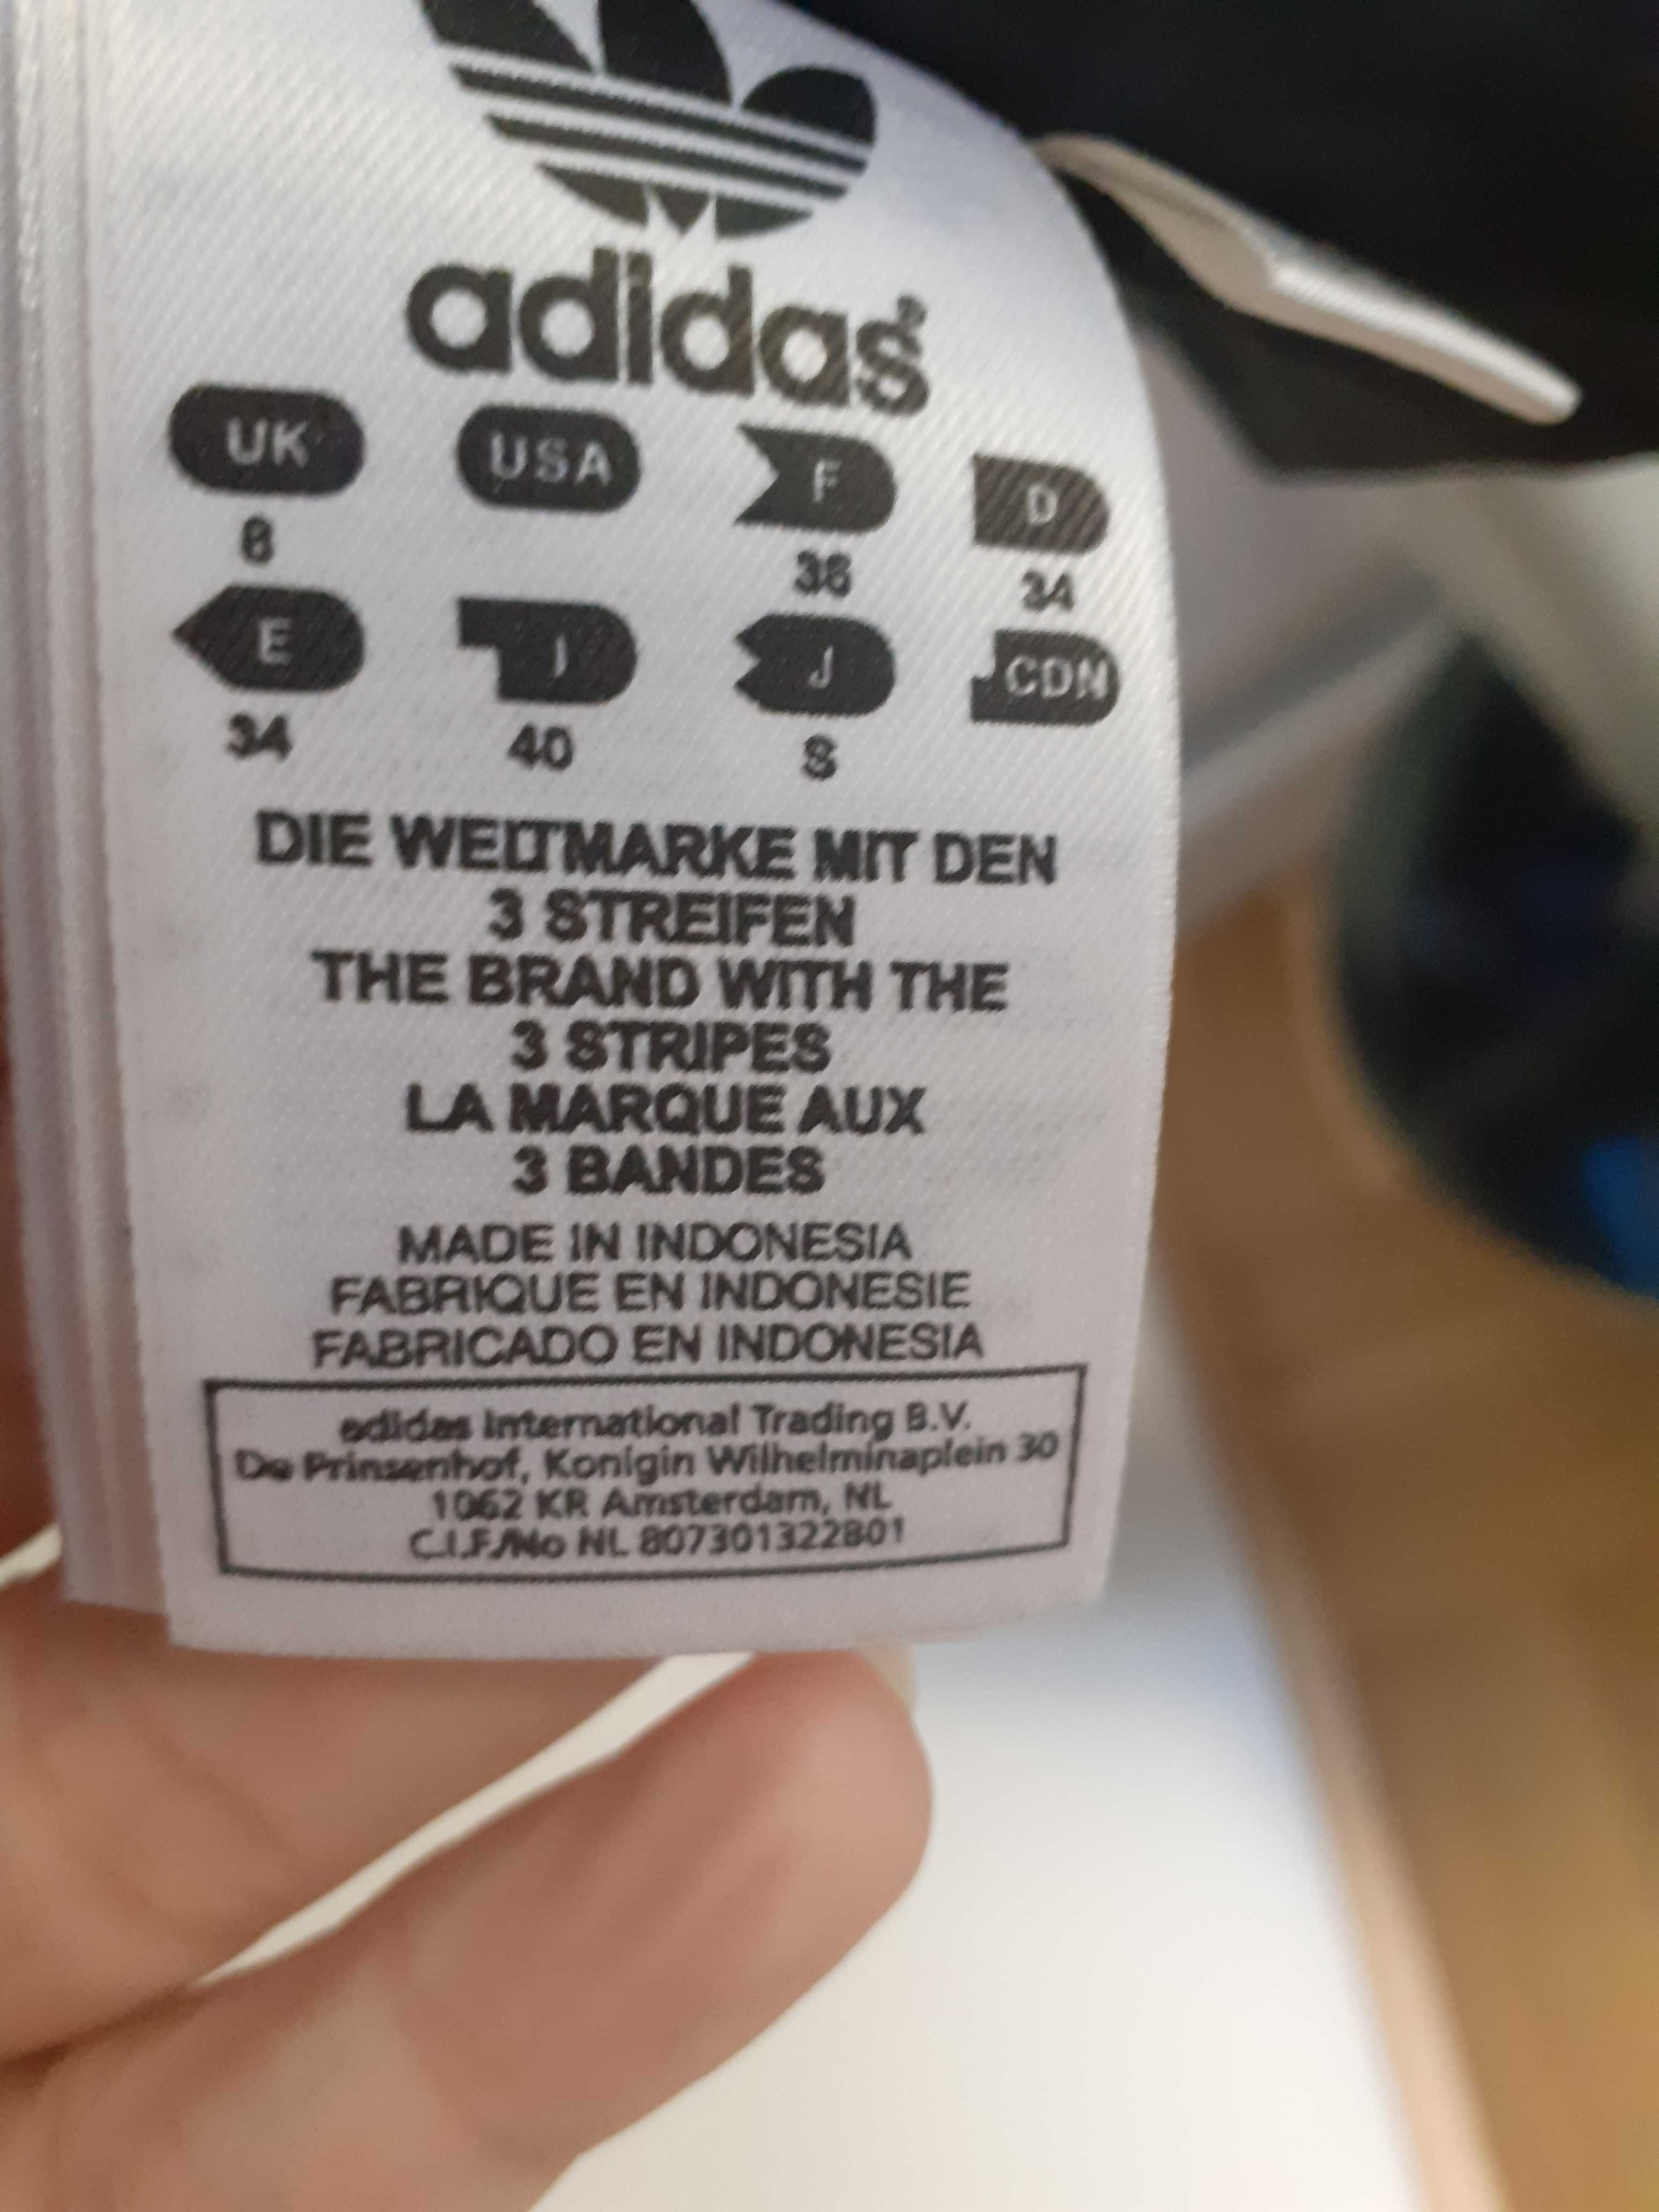 adidas®
UK USA F D
8 36 34
E I J CDN
34 40 S
DIE WELTMARKE MIT DEN
3 STREIFEN
THE BRAND WITH THE
3 STRIPES
LA MARQUE AUX
3 BANDES
MADE IN INDONESIA
FABRIQUE EN INDONESIE
FABRICADO EN INDONESIA
adidas International Trading B.V.
De Prinsenhof, Konigin Wilhelminaplein 30
1062 KR Amsterdam, NL
C.I.F./No NL 807301322B01